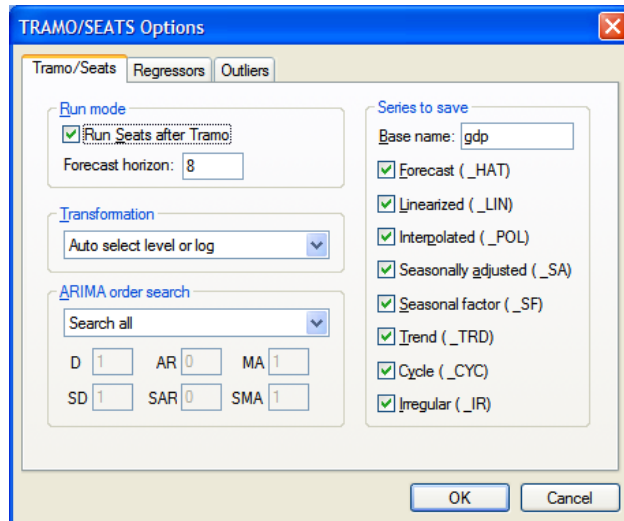 TRAMO/SEATS Options
Tramo/Seats Regressors Outliers
Run mode
Run Seats after Tramo
Forecast horizon: 8
Transformation
Auto select level or log
ARIMA order search
Search all
D 1 AR 0 MA 1
SD 1 SAR 0 SMA 1
Series to save
Base name: gdp
Forecast ( _HAT)
Linearized ( _LIN)
Interpolated ( _POL)
Seasonally adjusted ( _SA)
Seasonal factor ( _SF)
Trend ( _TRD)
Cycle ( _CYC)
Irregular ( _IR)
OK Cancel